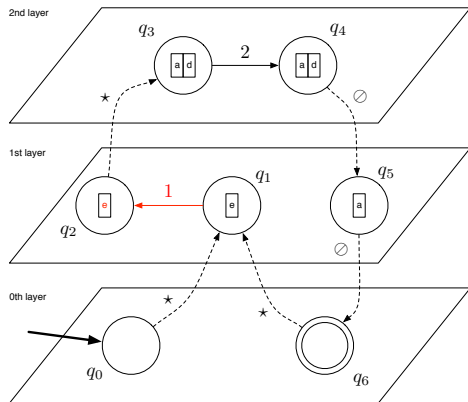 2nd layer
q3 q4
a d 2 a d
⋆ ⊘
1st layer
q1 q5
1
e e a
q2
⊘
⋆ ⋆
0th layer
q0 q6